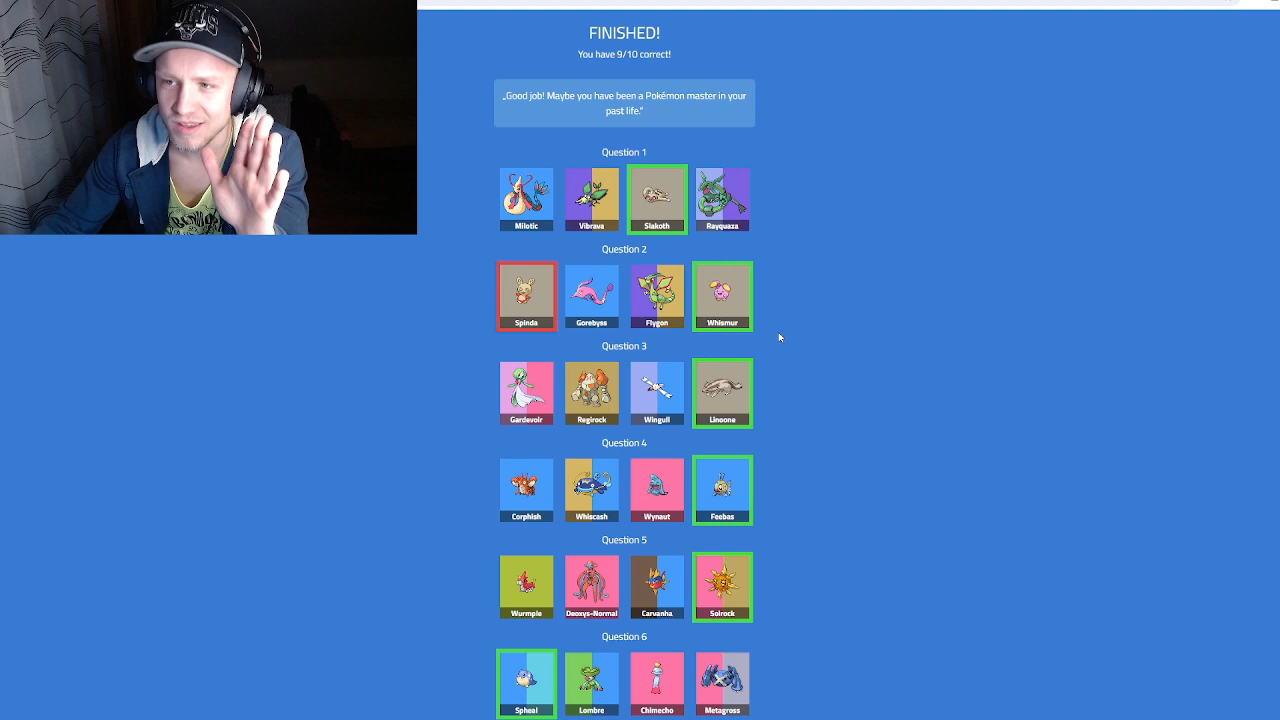 FINISHED!
You have 9/10 correct!
„Good job! Maybe you have been a Pokémon master in your
past life.“
Question 1
Milotic Vibrava Slakoth Rayquaza
Question 2
Spinda Gorebyss Flygon Whismur
Question 3
Gardevoir Regirock Wingull Linoone
Question 4
Corphish Whiscash Wynaut Feebas
Question 5
Wurmple Deoxys-Normal Carvanha Solrock
Question 6
Spheal Lombre Chimecho Metagross